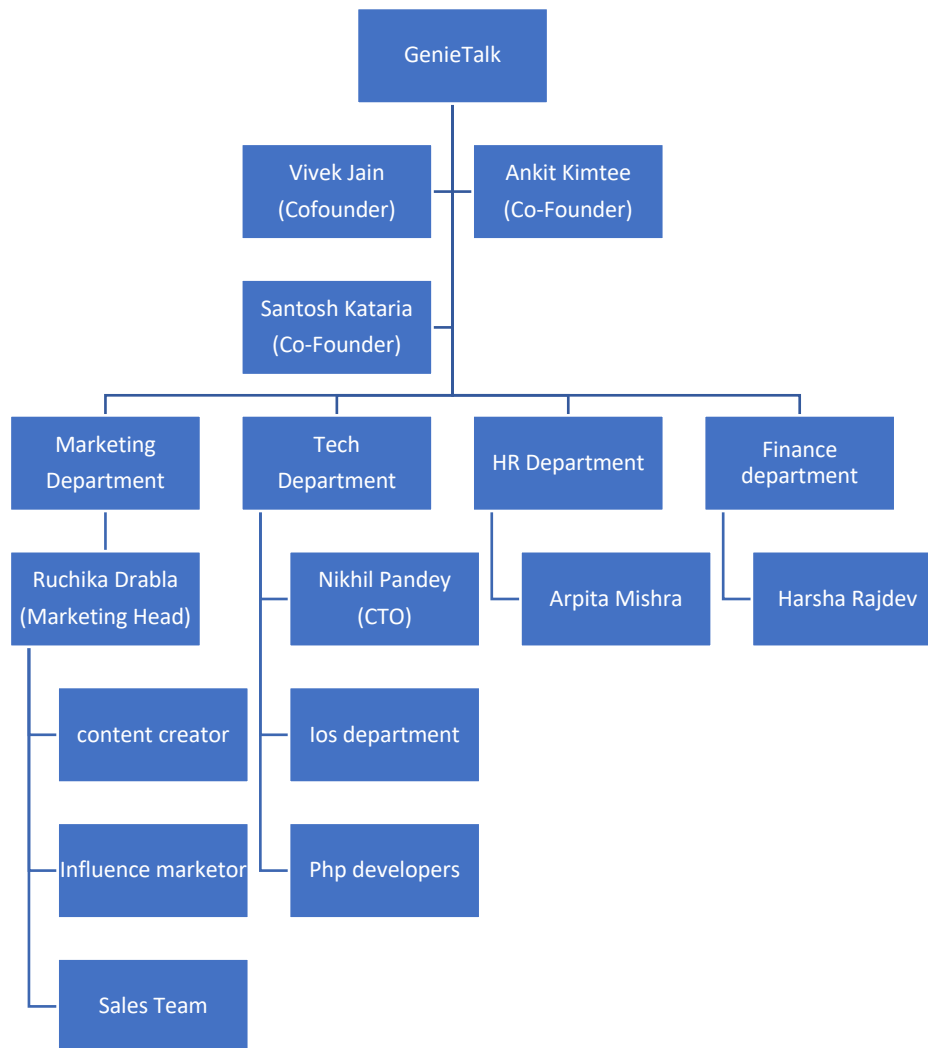 GenieTalk
Vivek Jain
(Cofounder)
Ankit Kimtee
(Co-Founder)
Santosh Kataria
(Co-Founder)
Marketing
Department
Tech
Department
HR Department
Finance
department
Ruchika Drabla
(Marketing Head)
Nikhil Pandey
(CTO)
Arpita Mishra
Harsha Rajdev
content creator
Ios department
Influence marketor
Php developers
Sales Team